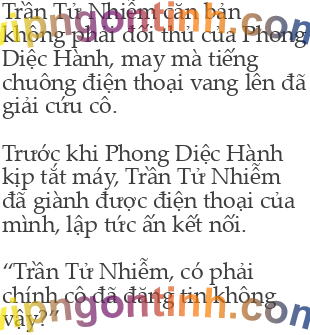 Trần Tử Nhiễm căn bản
không phải đối thủ của Phong
Diệc Hành, may mà tiếng
chuông điện thoại vang lên đã
giải cứu cô.
Trước khi Phong Diệc Hành
kịp tắt máy, Trần Tử Nhiễm
đã giành được điện thoại của
mình, lập tức ấn kết nối.
“Trần Tử Nhiễm, có phải
chính cô đã đăng tin không
vậy?”
vipngontinh.com
vipngontinh.com